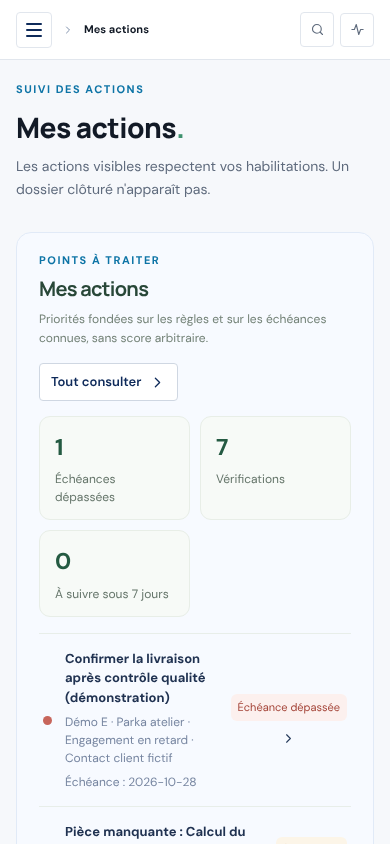 Mes actions
SUIVI DES ACTIONS
Mes actions.
Les actions visibles respectent vos habilitations. Un
dossier clôturé n'apparaît pas.
POINTS À TRAITER
Mes actions
Priorités fondées sur les règles et sur les échéances
connues, sans score arbitraire.
Tout consulter
1
Échéances
dépassées
7
Vérifications
0
À suivre sous 7 jours
Confirmer la livraison
après contrôle qualité
(démonstration)
Démo E · Parka atelier ·
Engagement en retard ·
Contact client fictif
Échéance : 2026-10-28
Échéance dépassée
Pièce manquante : Calcul du